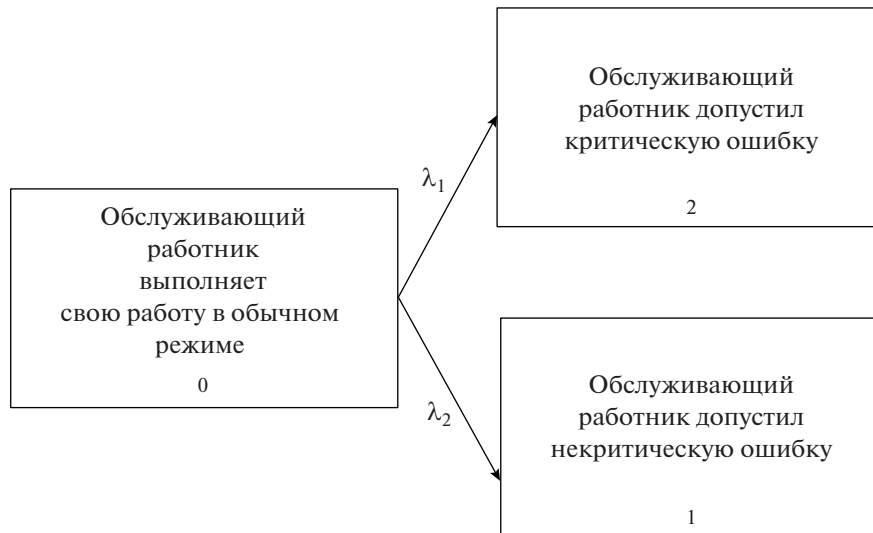 Обслуживающий
работник допустил
критическую ошибку
2
λ1
Обслуживающий
работник
выполняет
свою работу в обычном
режиме
0
λ2
Обслуживающий
работник допустил
некритическую ошибку
1